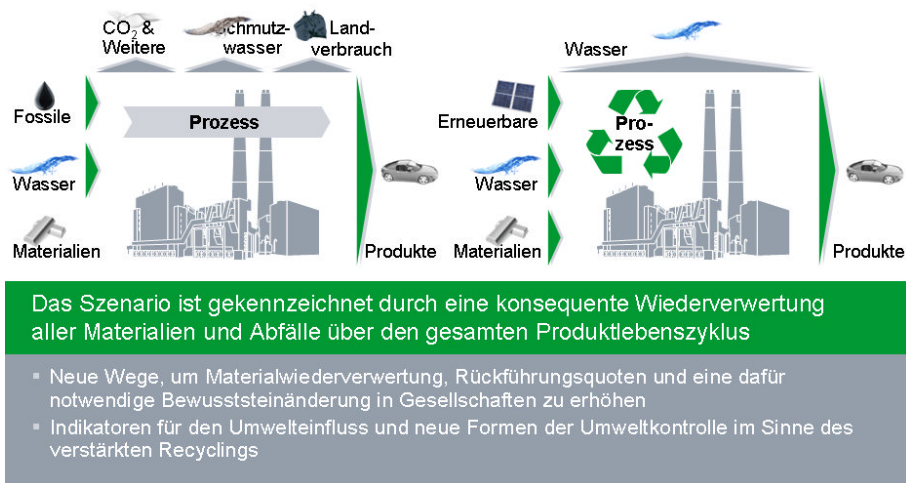 CO2 &
Weitere
Schmutz-
wasser
Land-
verbrauch
Fossile
Prozess
Wasser
Materialien
Produkte
Wasser
Erneuerbare
Pro-
zess
Wasser
Materialien
Produkte
Das Szenario ist gekennzeichnet durch eine konsequente Wiederverwertung
aller Materialien und Abfälle über den gesamten Produktlebenszyklus
▪ Neue Wege, um Materialwiederverwertung, Rückführungsquoten und eine dafür
notwendige Bewusststeinänderung in Gesellschaften zu erhöhen
▪ Indikatoren für den Umwelteinfluss und neue Formen der Umweltkontrolle im Sinne des
verstärkten Recyclings